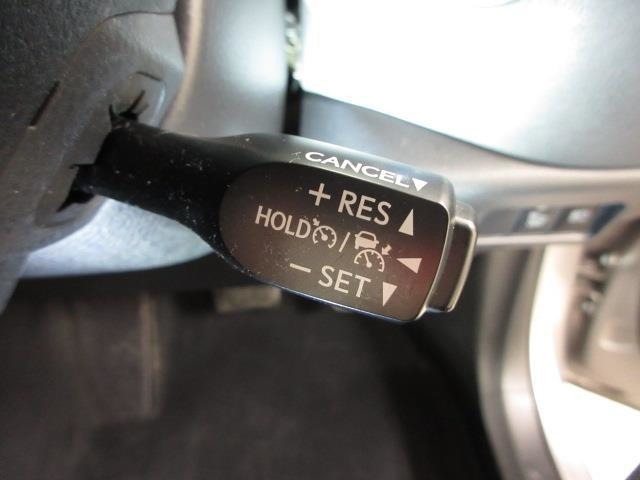 CANCEL▼
+ RES ▲
HOLD / ◀
− SET ▼